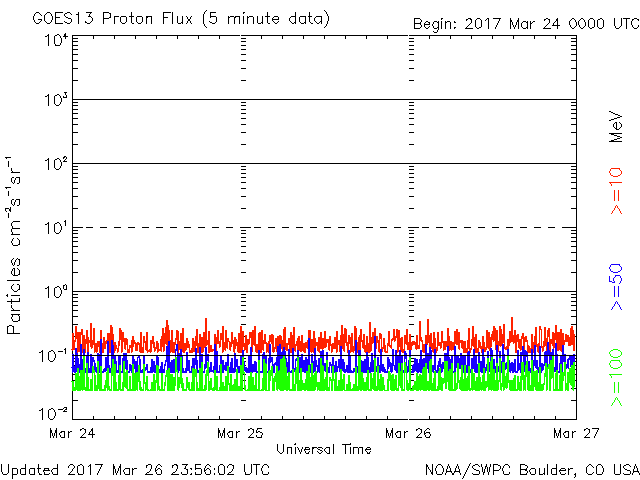 GOES13 Proton Flux (5 minute data)
Begin: 2017 Mar 24 0000 UTC
10⁴
10³
10²
10¹
10⁰
10⁻¹
10⁻²
Particles cm⁻²s⁻¹sr⁻¹
MeV
>=10
>=50
>=100
Mar 24
Mar 25
Mar 26
Mar 27
Universal Time
Updated 2017 Mar 26 23:56:02 UTC
NOAA/SWPC Boulder, CO USA